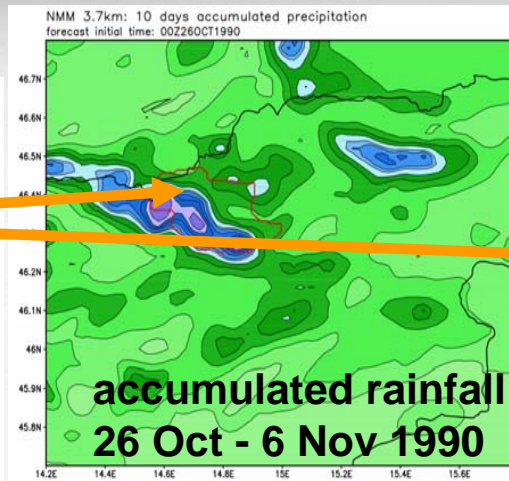 NMM 3.7km: 10 days accumulated precipitation
forecast initial time: 00Z26OCT1990
46.7N
46.6N
46.5N
46.4N
46.2N
46.1N
46N
45.9N
45.8N
accumulated rainfall
26 Oct - 6 Nov 1990
14.2E
14.4E
14.6E
14.8E
15E
15.2E
15.4E
15.6E